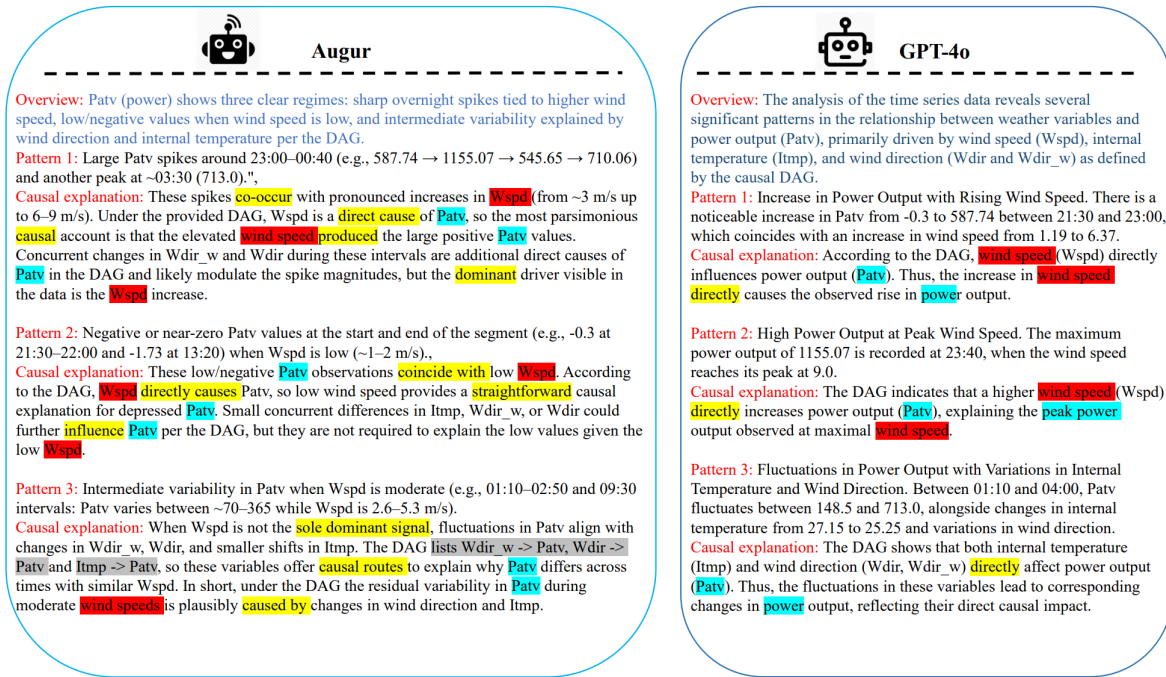 Augur
Overview: Patv (power) shows three clear regimes: sharp overnight spikes tied to higher wind
speed, low/negative values when wind speed is low, and intermediate variability explained by
wind direction and internal temperature per the DAG.
Pattern 1: Large Patv spikes around 23:00–00:40 (e.g., 587.74 → 1155.07 → 545.65 → 710.06)
and another peak at ~03:30 (713.0).",
Causal explanation: These spikes co-occur with pronounced increases in Wspd (from ~3 m/s up
to 6–9 m/s). Under the provided DAG, Wspd is a direct cause of Patv, so the most parsimonious
causal account is that the elevated wind speed produced the large positive Patv values.
Concurrent changes in Wdir_w and Wdir during these intervals are additional direct causes of
Patv in the DAG and likely modulate the spike magnitudes, but the dominant driver visible in
the data is the Wspd increase.
Pattern 2: Negative or near-zero Patv values at the start and end of the segment (e.g., -0.3 at
21:30–22:00 and -1.73 at 13:20) when Wspd is low (~1–2 m/s).,
Causal explanation: These low/negative Patv observations coincide with low Wspd. According
to the DAG, Wspd directly causes Patv, so low wind speed provides a straightforward causal
explanation for depressed Patv. Small concurrent differences in Itmp, Wdir_w, or Wdir could
further influence Patv per the DAG, but they are not required to explain the low values given the
low Wspd.
Pattern 3: Intermediate variability in Patv when Wspd is moderate (e.g., 01:10–02:50 and 09:30
intervals: Patv varies between ~70–365 while Wspd is 2.6–5.3 m/s).
Causal explanation: When Wspd is not the sole dominant signal, fluctuations in Patv align with
changes in Wdir_w, Wdir, and smaller shifts in Itmp. The DAG lists Wdir_w -> Patv, Wdir ->
Patv and Itmp -> Patv, so these variables offer causal routes to explain why Patv differs across
times with similar Wspd. In short, under the DAG the residual variability in Patv during
moderate wind speeds is plausibly caused by changes in wind direction and Itmp.
GPT-4o
Overview: The analysis of the time series data reveals several
significant patterns in the relationship between weather variables and
power output (Patv), primarily driven by wind speed (Wspd), internal
temperature (Itmp), and wind direction (Wdir and Wdir_w) as defined
by the causal DAG.
Pattern 1: Increase in Power Output with Rising Wind Speed. There is a
noticeable increase in Patv from -0.3 to 587.74 between 21:30 and 23:00,
which coincides with an increase in wind speed from 1.19 to 6.37.
Causal explanation: According to the DAG, wind speed (Wspd) directly
influences power output (Patv). Thus, the increase in wind speed
directly causes the observed rise in power output.
Pattern 2: High Power Output at Peak Wind Speed. The maximum
power output of 1155.07 is recorded at 23:40, when the wind speed
reaches its peak at 9.0.
Causal explanation: The DAG indicates that a higher wind speed (Wspd)
directly increases power output (Patv), explaining the peak power
output observed at maximal wind speed.
Pattern 3: Fluctuations in Power Output with Variations in Internal
Temperature and Wind Direction. Between 01:10 and 04:00, Patv
fluctuates between 148.5 and 713.0, alongside changes in internal
temperature from 27.15 to 25.25 and variations in wind direction.
Causal explanation: The DAG shows that both internal temperature
(Itmp) and wind direction (Wdir, Wdir_w) directly affect power output
(Patv). Thus, the fluctuations in these variables lead to corresponding
changes in power output, reflecting their direct causal impact.